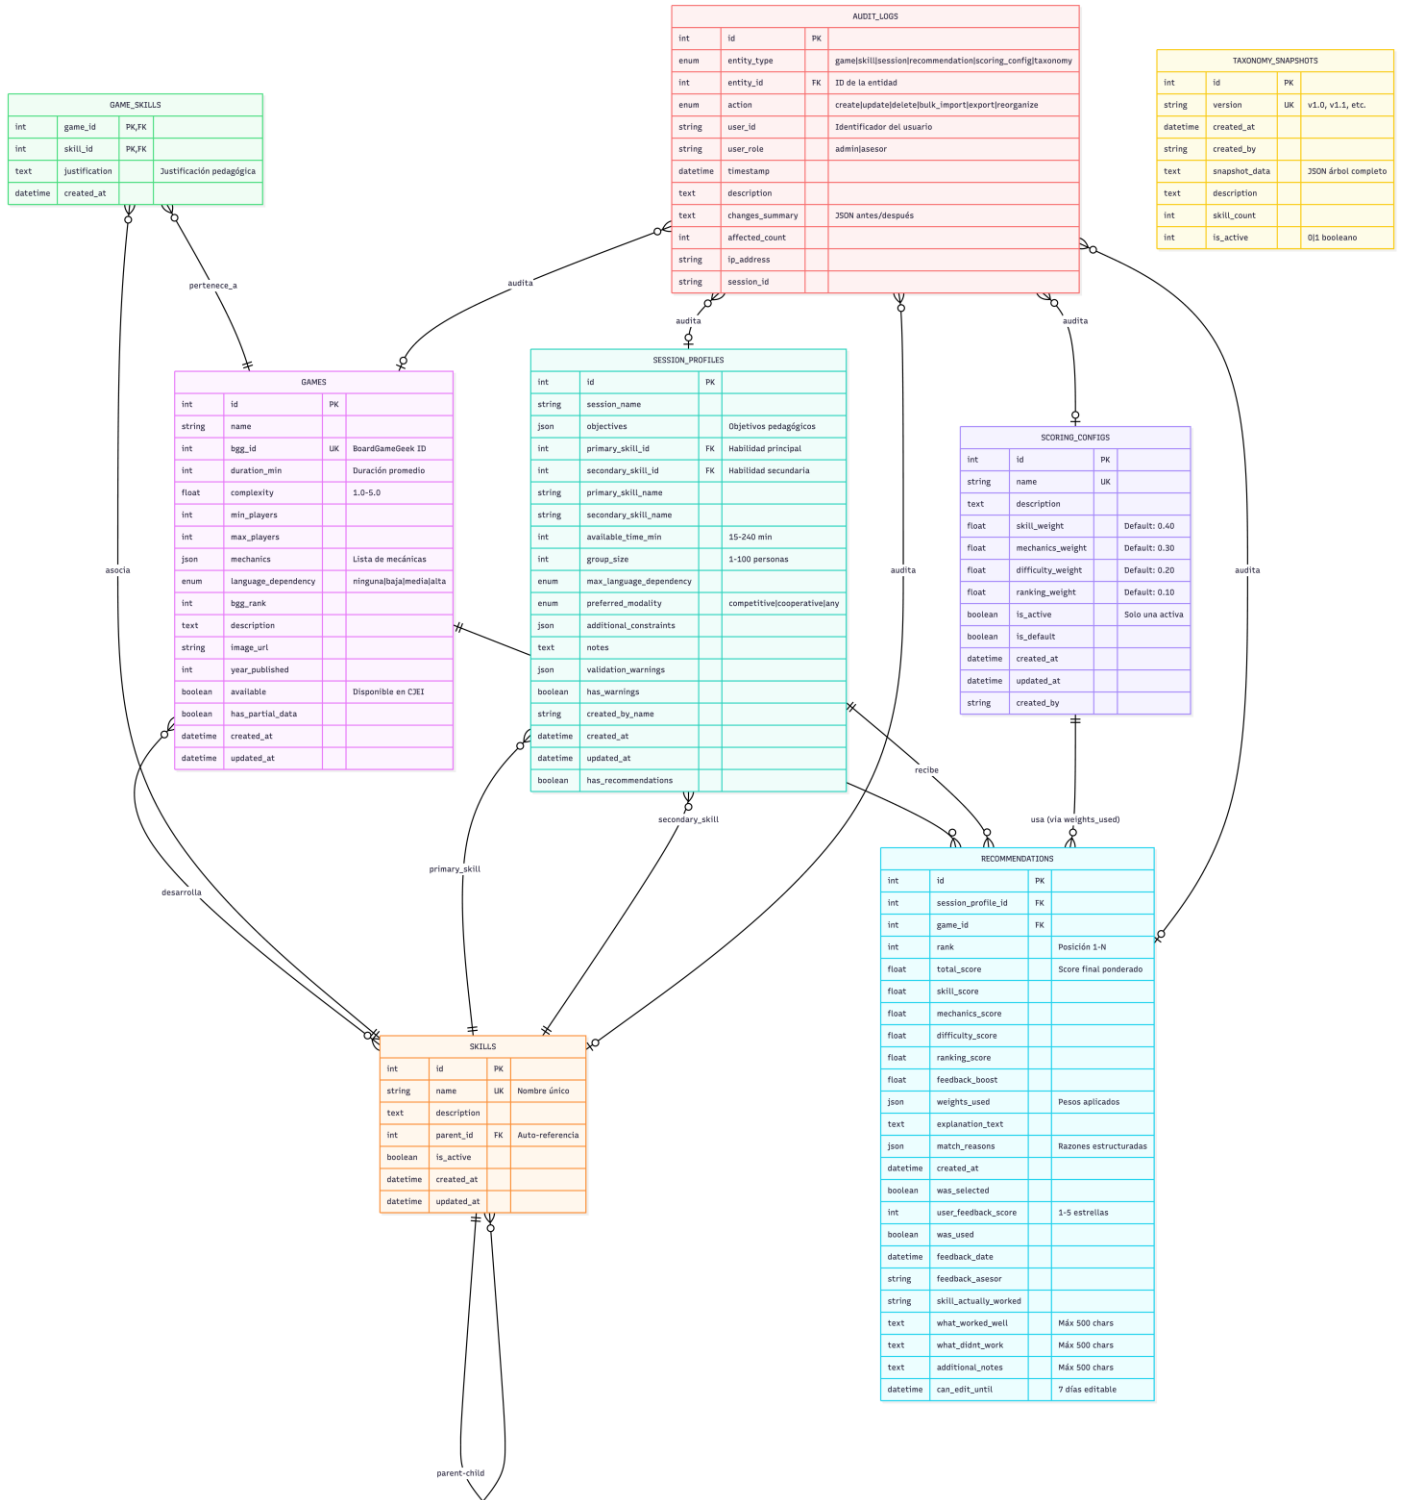 AUDIT_LOGS
int id PK
enum entity_type game|skill|session|recommendation|scoring_config|taxonomy
int entity_id FK ID de la entidad
enum action create|update|delete|bulk_import|export|reorganize
string user_id Identificador del usuario
string user_role admin|asesor
datetime timestamp
text description
text changes_summary JSON antes/después
int affected_count
string ip_address
string session_id
TAXONOMY_SNAPSHOTS
int id PK
string version UK v1.0, v1.1, etc.
datetime created_at
string created_by
text snapshot_data JSON árbol completo
text description
int skill_count
int is_active 0|1 booleano
GAME_SKILLS
int game_id PK,FK
int skill_id PK,FK
text justification Justificación pedagógica
datetime created_at
pertenece_a
audita
audita
audita
GAMES
int id PK
string name
int bgg_id UK BoardGameGeek ID
int duration_min Duración promedio
float complexity 1.0-5.0
int min_players
int max_players
json mechanics Lista de mecánicas
enum language_dependency ninguna|baja|media|alta
int bgg_rank
text description
string image_url
int year_published
boolean available Disponible en CJEI
boolean has_partial_data
datetime created_at
datetime updated_at
SESSION_PROFILES
int id PK
string session_name
json objectives Objetivos pedagógicos
int primary_skill_id FK Habilidad principal
int secondary_skill_id FK Habilidad secundaria
string primary_skill_name
string secondary_skill_name
int available_time_min 15-240 min
int group_size 1-100 personas
enum max_language_dependency
enum preferred_modality competitive|cooperative|any
json additional_constraints
text notes
json validation_warnings
boolean has_warnings
string created_by_name
datetime created_at
datetime updated_at
boolean has_recommendations
SCORING_CONFIGS
int id PK
string name UK
text description
float skill_weight Default: 0.40
float mechanics_weight Default: 0.30
float difficulty_weight Default: 0.20
float ranking_weight Default: 0.10
boolean is_active Solo una activa
boolean is_default
datetime created_at
datetime updated_at
string created_by
asocia
audita
audita
recibe
secondary_skill
usa (via weights_used)
primary_skill
desarrolla
RECOMMENDATIONS
int id PK
int session_profile_id FK
int game_id FK
int rank Posición 1-N
float total_score Score final ponderado
float skill_score
float mechanics_score
float difficulty_score
float ranking_score
float feedback_boost
json weights_used Pesos aplicados
text explanation_text
json match_reasons Razones estructuradas
datetime created_at
boolean was_selected
int user_feedback_score 1-5 estrellas
boolean was_used
datetime feedback_date
string feedback_asesor
string skill_actually_worked
text what_worked_well Máx 500 chars
text what_didnt_work Máx 500 chars
text additional_notes Máx 500 chars
datetime can_edit_until 7 días editable
SKILLS
int id PK
string name UK Nombre único
text description
int parent_id FK Auto-referencia
boolean is_active
datetime created_at
datetime updated_at
parent-child